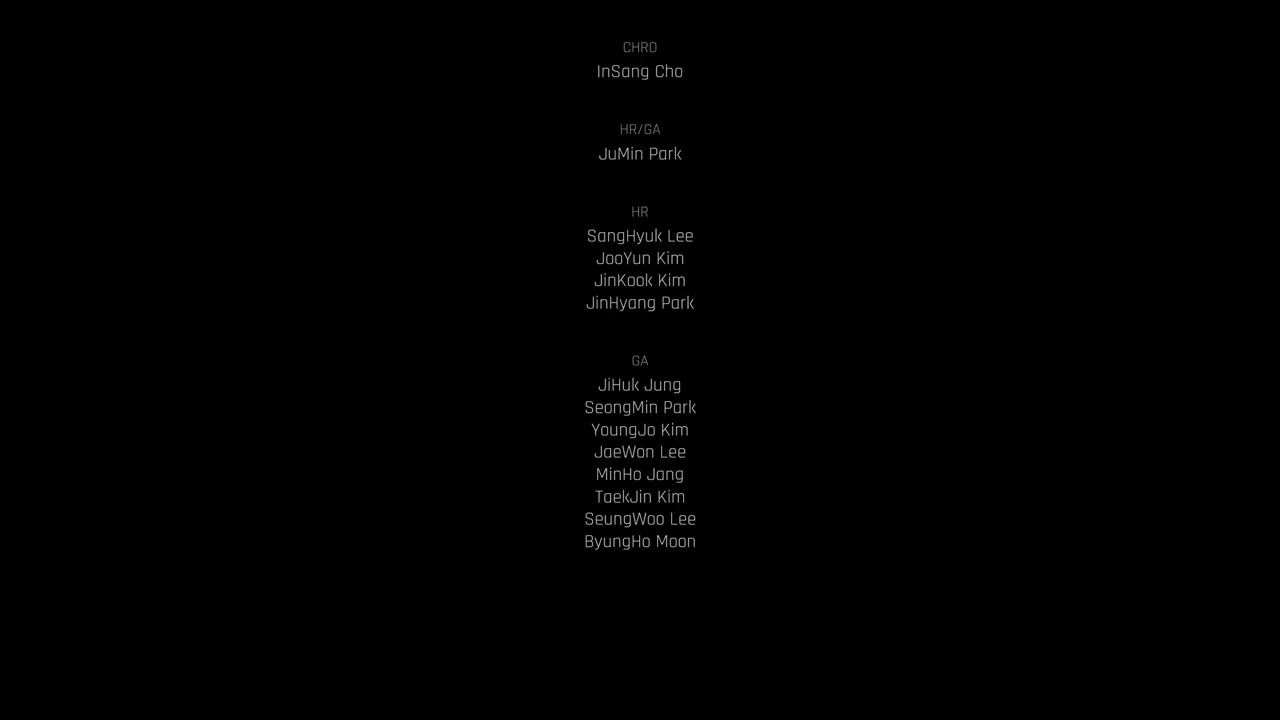 CHRO
InSang Cho
HR/GA
JuMin Park
HR
SangHyuk Lee
JooYun Kim
JinKook Kim
JinHyang Park
GA
JiHuk Jung
SeongMin Park
YoungJo Kim
JaeWon Lee
MinHo Jang
TaekJin Kim
SeungWoo Lee
ByungHo Moon